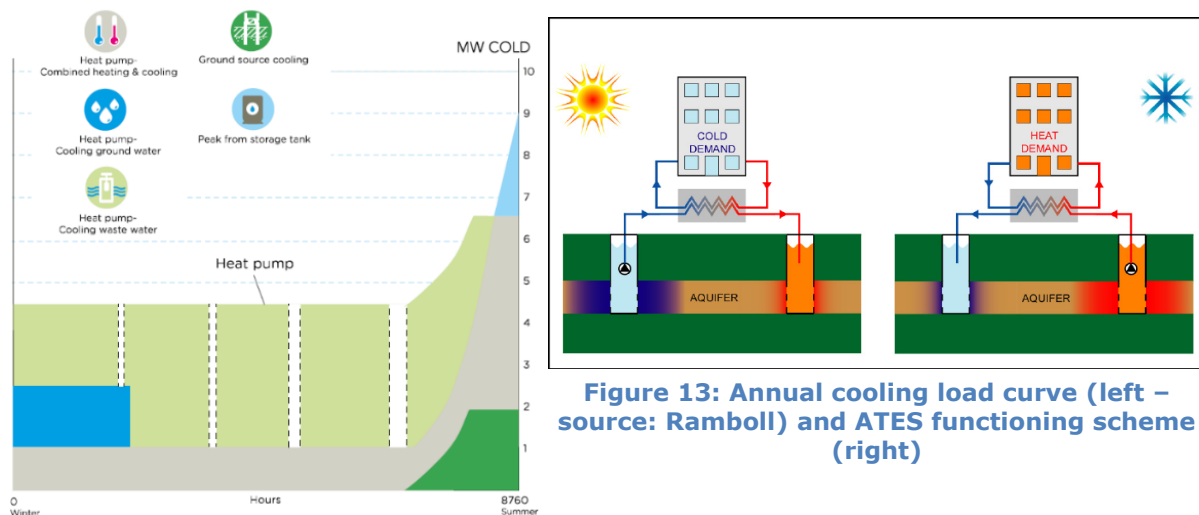 Heat pump-
Combined heating & cooling
Ground source cooling
Heat pump-
Cooling ground water
Peak from storage tank
Heat pump-
Cooling waste water
MW COLD
10
9
8
7
6
5
4
3
2
1
Heat pump
0
Winter
Hours
8760
Summer
COLD
DEMAND
AQUIFER
HEAT
DEMAND
AQUIFER
Figure 13: Annual cooling load curve (left –
source: Ramboll) and ATES functioning scheme
(right)